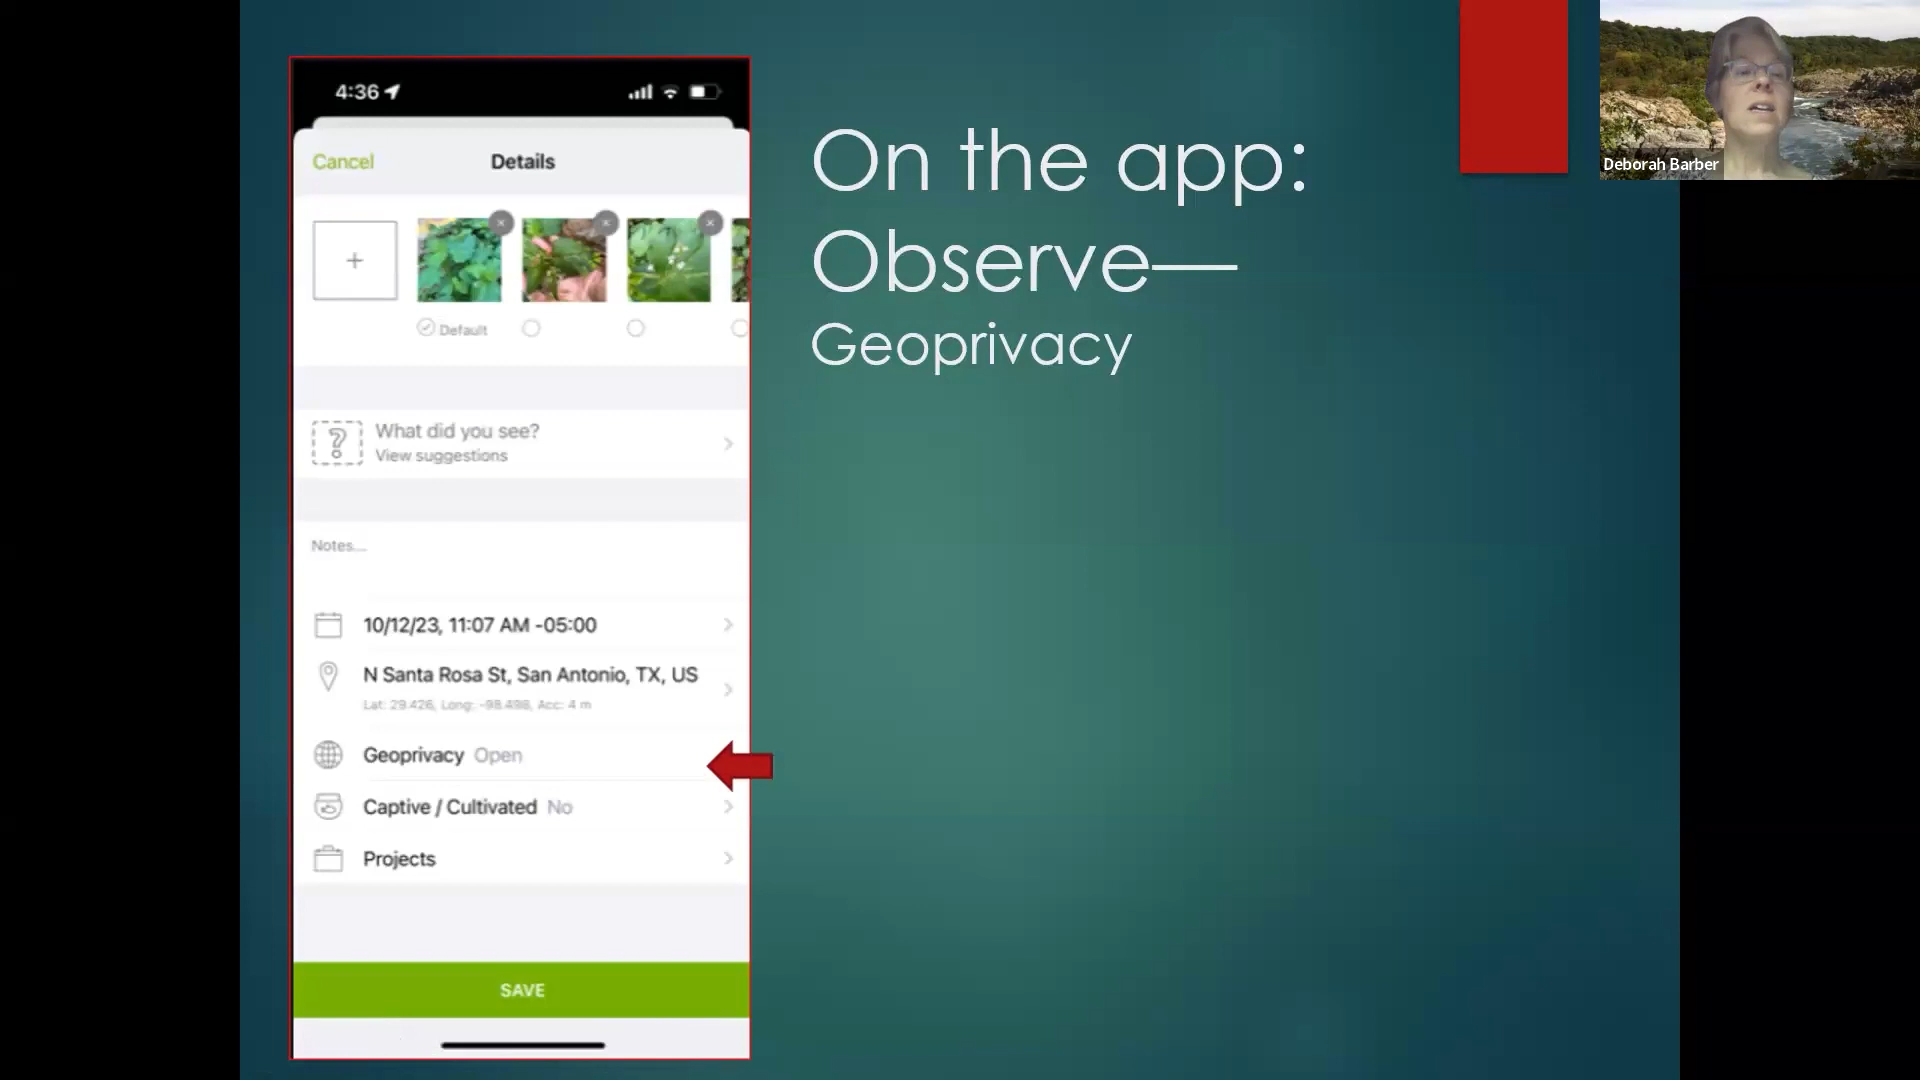 4:36
Cancel
Details
Default
What did you see?
View suggestions
Notes...
10/12/23, 11:07 AM -05:00
N Santa Rosa St, San Antonio, TX, US
Lat: 29.426, Long: -98.498, Acc: 4 m
Geoprivacy Open
Captive / Cultivated No
Projects
SAVE
On the app:
Observe—
Geoprivacy
Deborah Barber